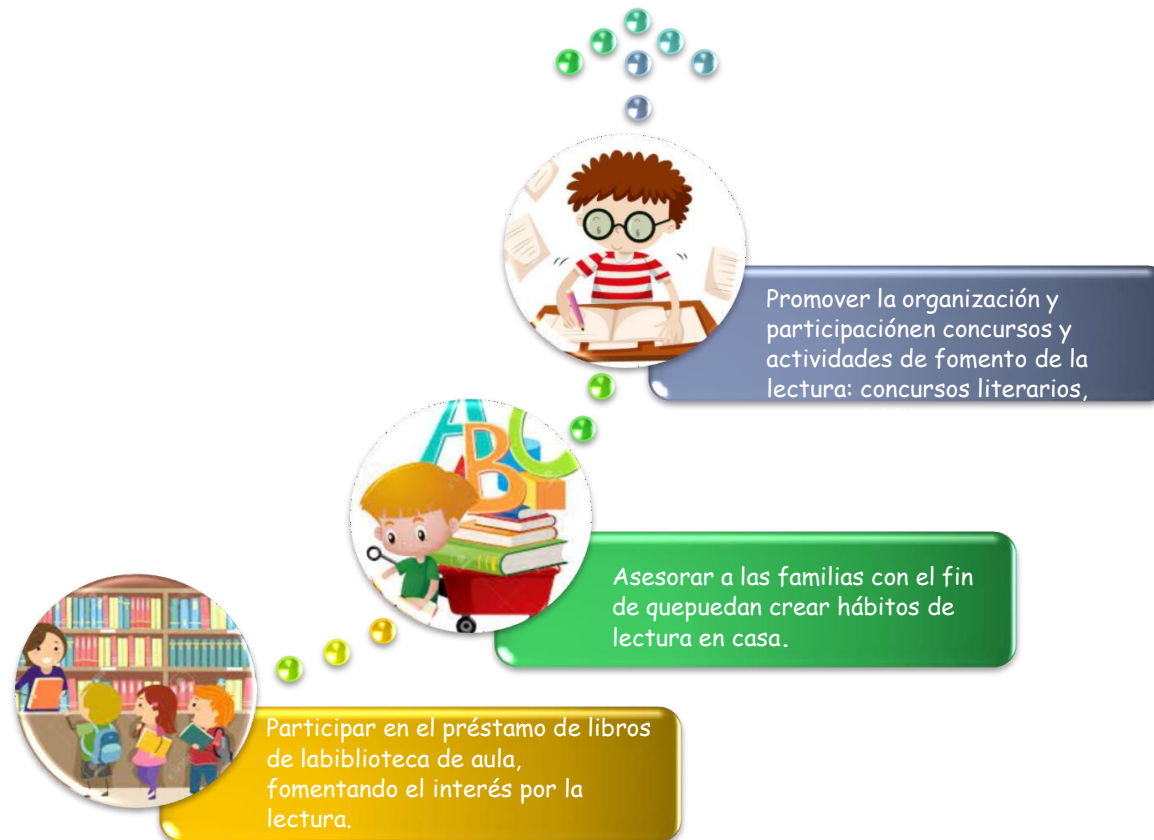 Promover la organización y
participaciónen concursos y
actividades de fomento de la
lectura: concursos literarios,
ABC
Asesorar a las familias con el fin
de quepuedan crear hábitos de
lectura en casa.
Participar en el préstamo de libros
de labiblioteca de aula,
fomentando el interés por la
lectura.